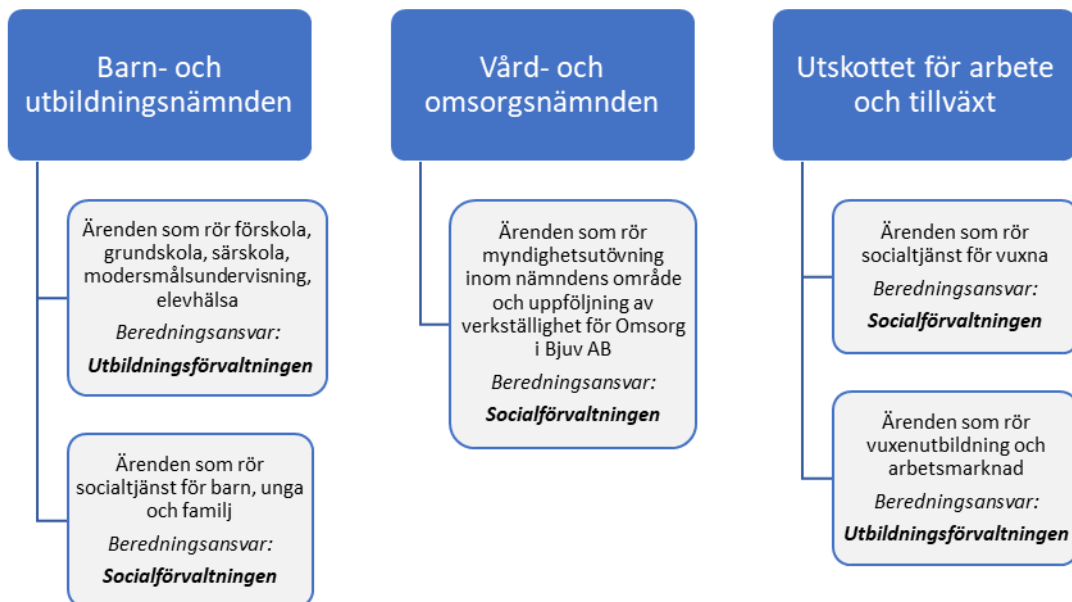 Barn- och
utbildningsnämnden
Ärenden som rör förskola,
grundskola, särskola,
modersmålsundervisning,
elevhälsa
Beredningsansvar:
Utbildningsförvaltningen
Ärenden som rör
socialtjänst för barn, unga
och familj
Beredningsansvar:
Socialförvaltningen
Vård- och
omsorgsnämnden
Ärenden som rör
myndighetsutövning
inom nämndens område
och uppföljning av
verkställighet för Omsorg
i Bjuv AB
Beredningsansvar:
Socialförvaltningen
Utskottet för arbete
och tillväxt
Ärenden som rör
socialtjänst för vuxna
Beredningsansvar:
Socialförvaltningen
Ärenden som rör
vuxenutbildning och
arbetsmarknad
Beredningsansvar:
Utbildningsförvaltningen